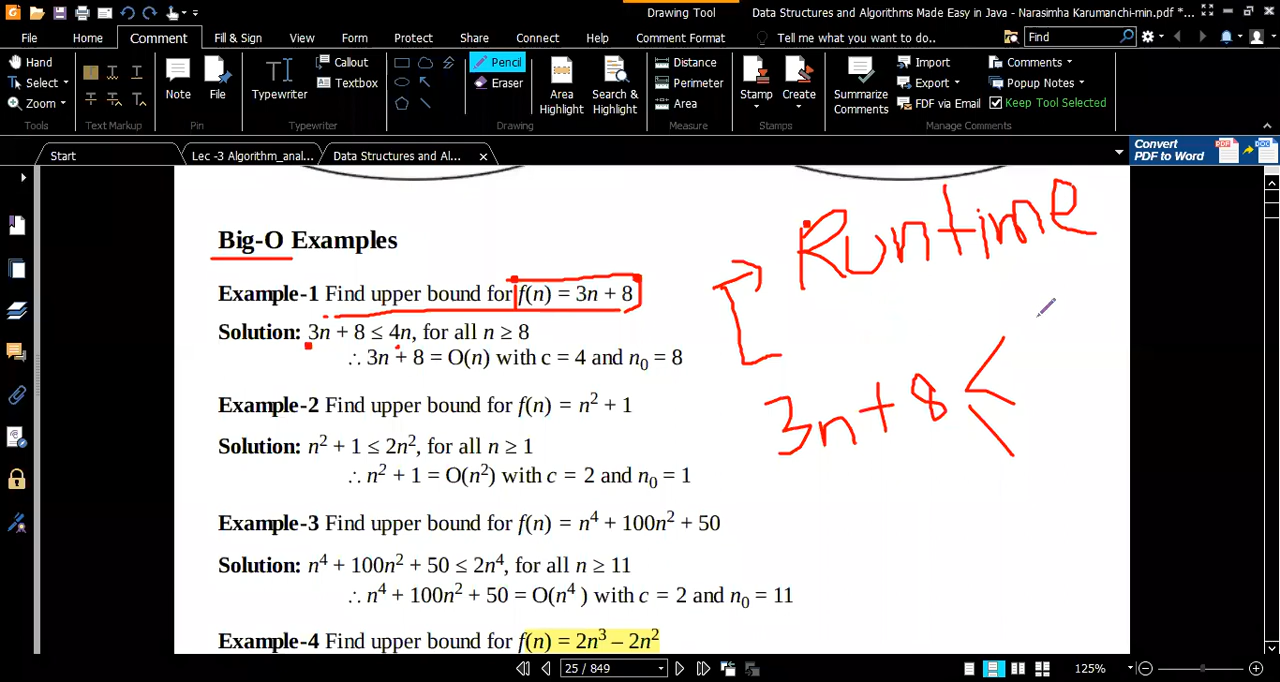 Drawing Tool
Data Structures and Algorithms Made Easy in Java - Narasimha Karumanchi-min.pdf * ...
File Home Comment Fill & Sign View Form Protect Share Connect Help Comment Format Tell me what you want to do.. Find
Hand
Select
Zoom
Tools
Text Markup
Note
File
Pin
Typewriter
Callout
Textbox
Typewriter
Pencil
Eraser
Drawing
Area Highlight
Search & Highlight
Distance
Perimeter
Area
Measure
Stamp
Create
Stamps
Summarize Comments
Import
Export
FDF via Email
Comments
Popup Notes
Keep Tool Selected
Manage Comments
Start
Lec -3 Algorithm_anal...
Data Structures and Al...
Convert
PDF to Word
Big-O Examples
Example-1 Find upper bound for f(n) = 3n + 8
Solution: 3n + 8 ≤ 4n, for all n ≥ 8
∴ 3n + 8 = O(n) with c = 4 and n₀ = 8
Example-2 Find upper bound for f(n) = n² + 1
Solution: n² + 1 ≤ 2n², for all n ≥ 1
∴ n² + 1 = O(n²) with c = 2 and n₀ = 1
Example-3 Find upper bound for f(n) = n⁴ + 100n² + 50
Solution: n⁴ + 100n² + 50 ≤ 2n⁴, for all n ≥ 11
∴ n⁴ + 100n² + 50 = O(n⁴ ) with c = 2 and n₀ = 11
Example-4 Find upper bound for f(n) = 2n³ – 2n²
Runtime
3n + 8 <
25 / 849
125%